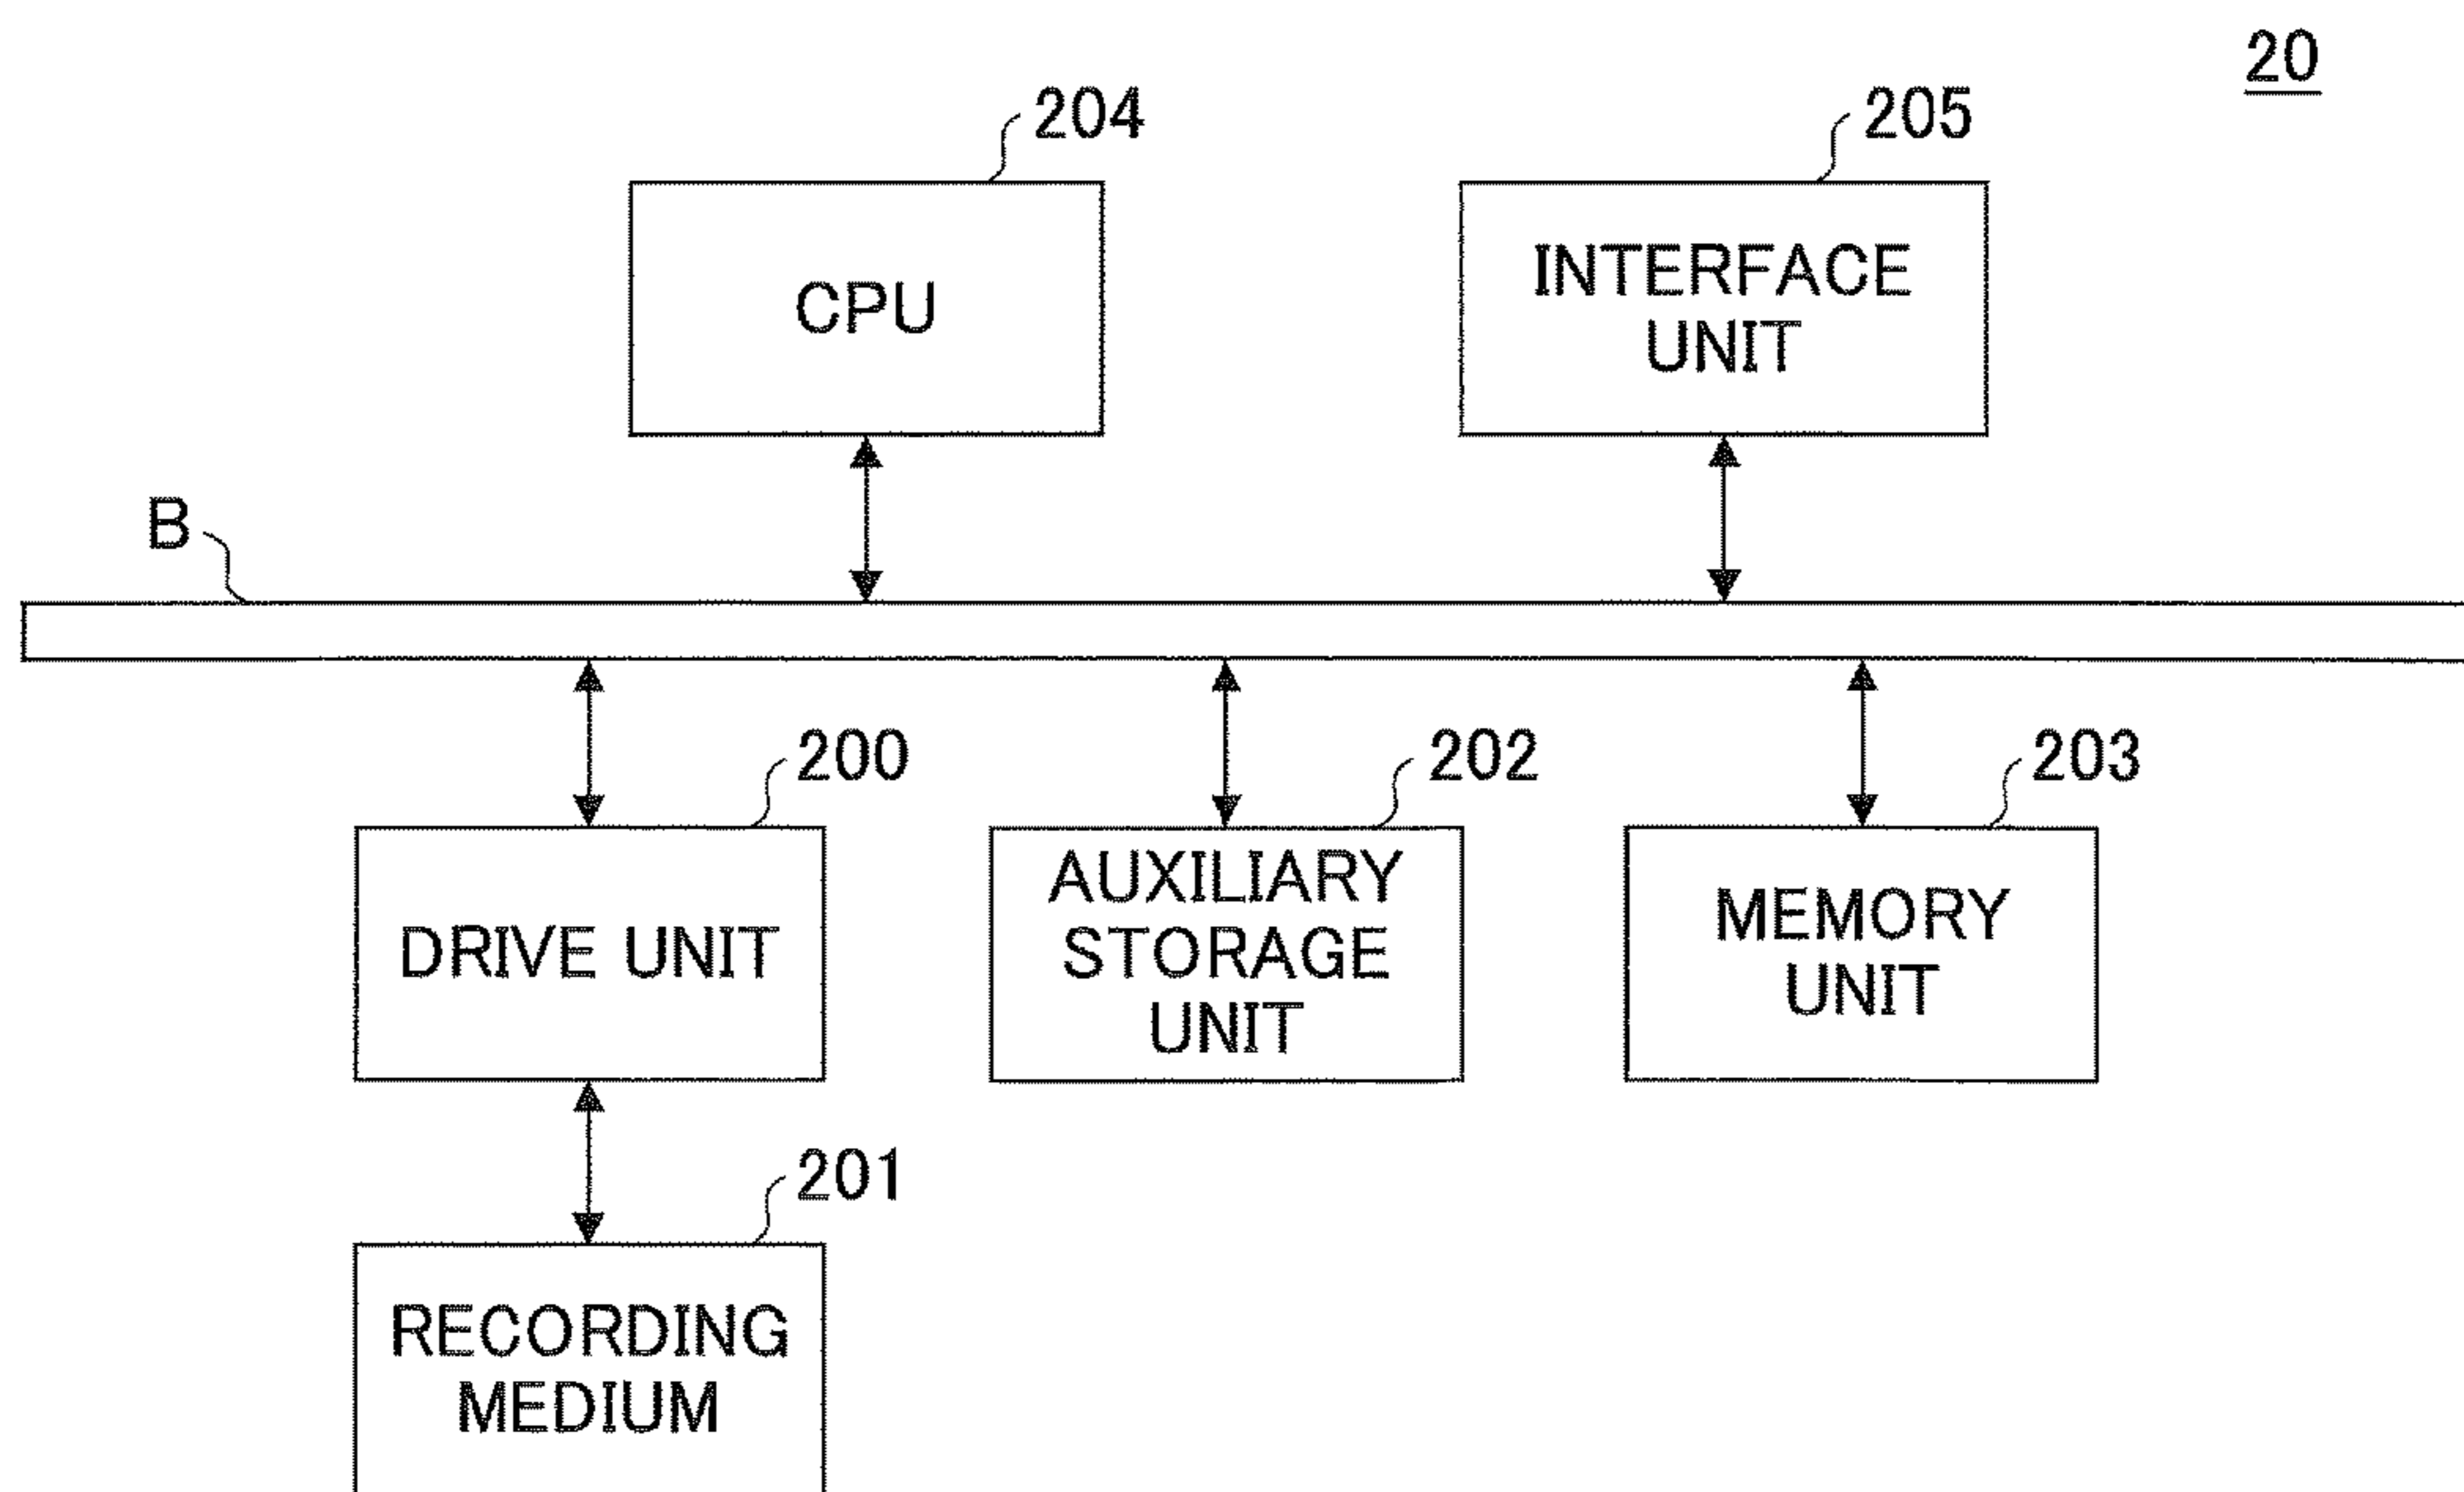 20
204
205
CPU
INTERFACE
UNIT
B
200
202
203
DRIVE UNIT
AUXILIARY
STORAGE
UNIT
MEMORY
UNIT
201
RECORDING
MEDIUM